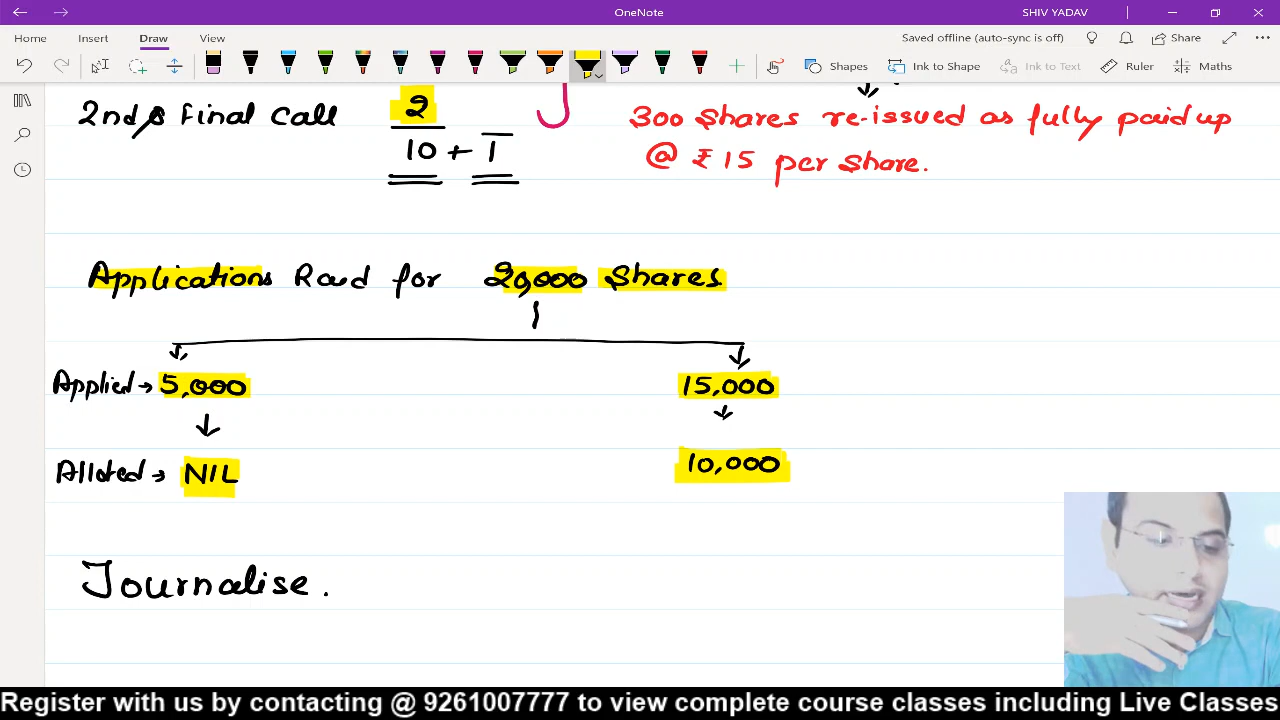 OneNote
SHIV YADAV
Home Insert Draw View
Saved offline (auto-sync is off)
Share
Shapes Ink to Shape Ink to Text Ruler Maths
2nd & Final Call 2
10 + 1
300 Shares re-issued as fully paid up
@ ₹15 per share.
Applications Recd for 20,000 Shares
Applied → 5,000 15,000
Alloted → NIL 10,000
Journalise.
Register with us by contacting @ 9261007777 to view complete course classes including Live Classes